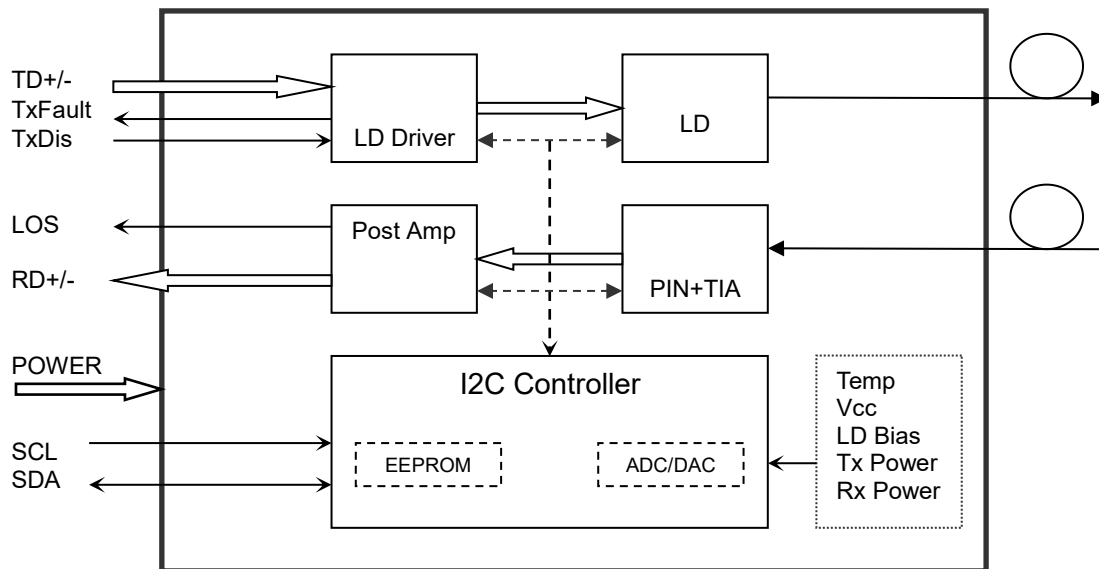 TD+/-
TxFault
TxDis
LD Driver
LD
LOS
RD+/-
Post Amp
PIN+TIA
POWER
SCL
SDA
I2C Controller
EEPROM
ADC/DAC
Temp
Vcc
LD Bias
Tx Power
Rx Power